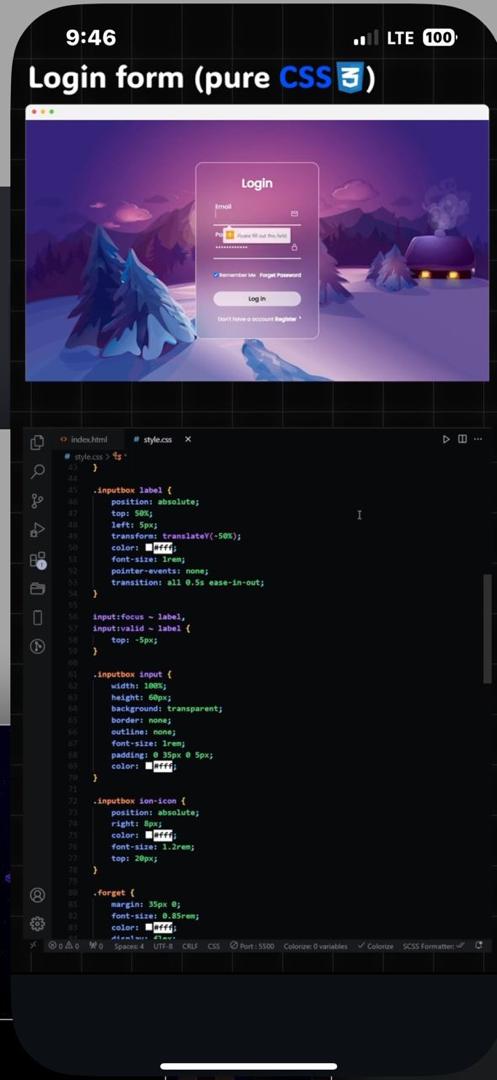 9:46
LTE
100
Login form (pure CSS 3)
Login
Email
Please fill out this field.
Remember Me Forget Password
Log in
Don't have a account Register
index.html
# style.css
# style.css >
43 }
44
45 .inputbox label {
46 position: absolute;
47 top: 50%;
48 left: 5px;
49 transform: translateY(-50%);
50 color: #fff;
51 font-size: 1rem;
52 pointer-events: none;
53 transition: all 0.5s ease-in-out;
54 }
55
56 input:focus ~ label,
57 input:valid ~ label {
58 top: -5px;
59 }
60
61 .inputbox input {
62 width: 100%;
63 height: 60px;
64 background: transparent;
65 border: none;
66 outline: none;
67 font-size: 1rem;
68 padding: 0 35px 0 5px;
69 color: #fff;
70 }
71
72 .inputbox ion-icon {
73 position: absolute;
74 right: 8px;
75 color: #fff;
76 font-size: 1.2rem;
77 top: 20px;
78 }
79
80 .forget {
81 margin: 35px 0;
82 font-size: 0.85rem;
83 color: #fff;
display: flex;
0 0 0 Spaces: 4 UTF-8 CRLF CSS Port : 5500 Colorize: 0 variables Colorize SCSS Formatter: